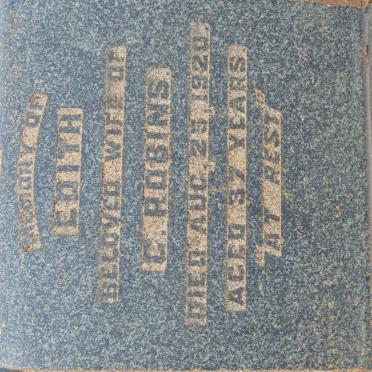 MEMORY OF
EDITH
BELOVED WIFE OF
C. ROBINS
DIED AUG. 25, 1920
AGED 37 YEARS
"AT REST"